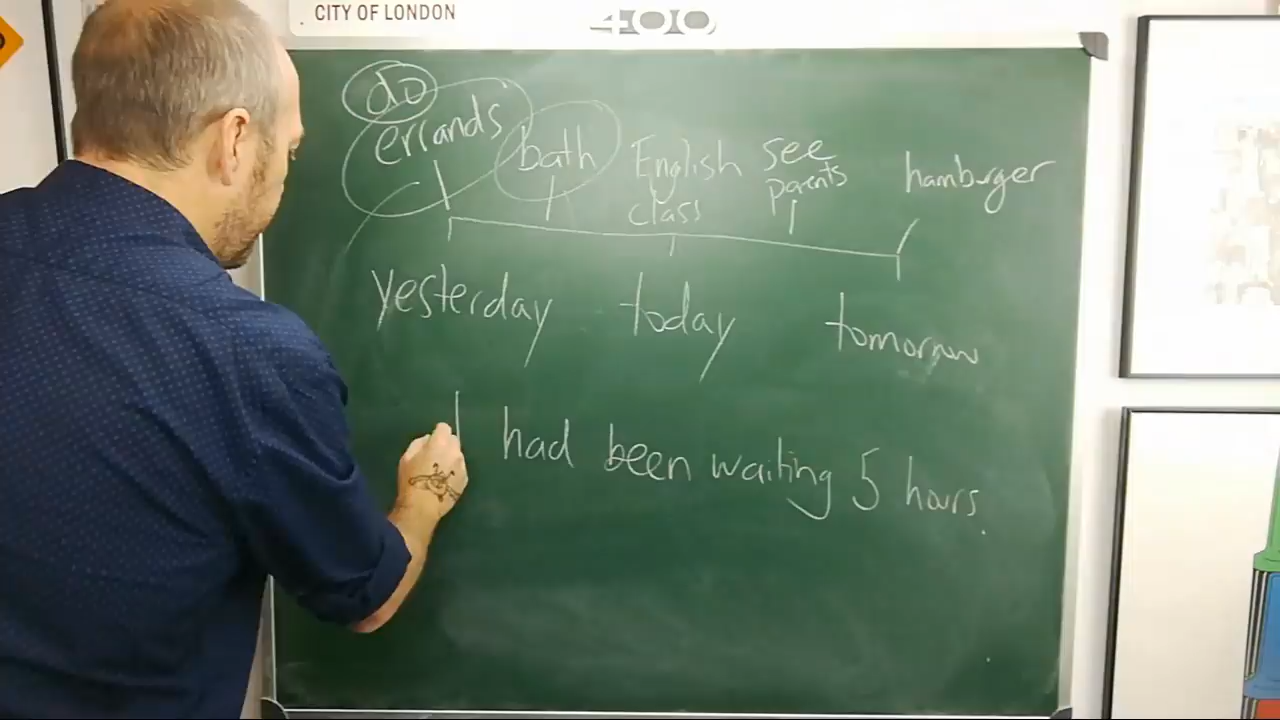 CITY OF LONDON
400
do
errands
bath
English
class
see
parents
hamburger
yesterday today tomorrow
I had been waiting 5 hours.